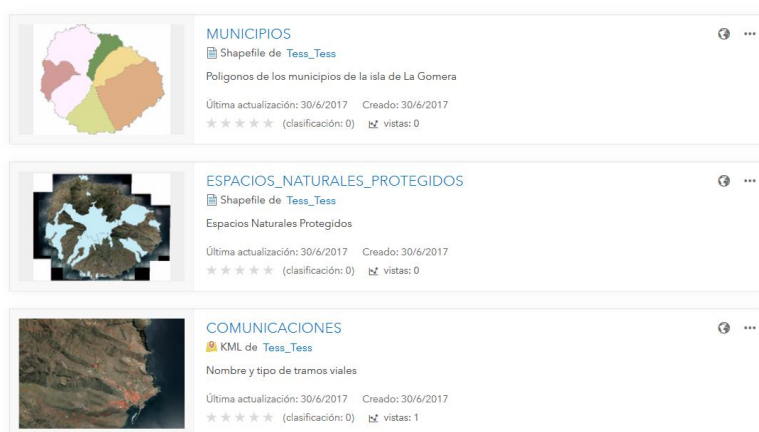 MUNICIPIOS
Shapefile de Tess_Tess
Poligonos de los municipios de la isla de La Gomera
Última actualización: 30/6/2017 Creado: 30/6/2017
(clasificación: 0) vistas: 0
ESPACIOS_NATURALES_PROTEGIDOS
Shapefile de Tess_Tess
Espacios Naturales Protegidos
Última actualización: 30/6/2017 Creado: 30/6/2017
(clasificación: 0) vistas: 0
COMUNICACIONES
KML de Tess_Tess
Nombre y tipo de tramos viales
Última actualización: 30/6/2017 Creado: 30/6/2017
(clasificación: 0) vistas: 1